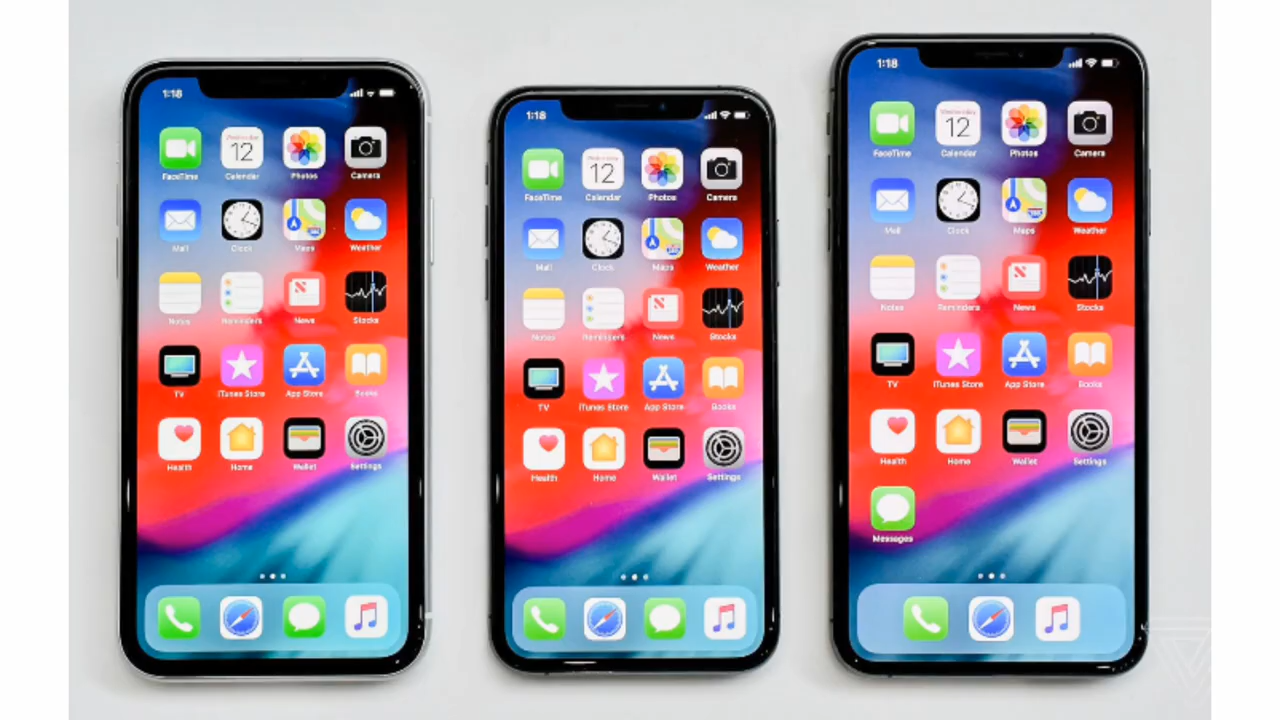 1:18
FaceTime
Wednesday
12
Calendar
Photos
Camera
Mail
Clock
Maps
Weather
Notes
Reminders
News
Stocks
TV
iTunes Store
App Store
Books
Health
Home
Wallet
Settings
1:18
FaceTime
Wednesday
12
Calendar
Photos
Camera
Mail
Clock
Maps
Weather
Notes
Reminders
News
Stocks
TV
iTunes Store
App Store
Books
Health
Home
Wallet
Settings
1:18
FaceTime
Wednesday
12
Calendar
Photos
Camera
Mail
Clock
Maps
Weather
Notes
Reminders
News
Stocks
TV
iTunes Store
App Store
Books
Health
Home
Wallet
Settings
Messages